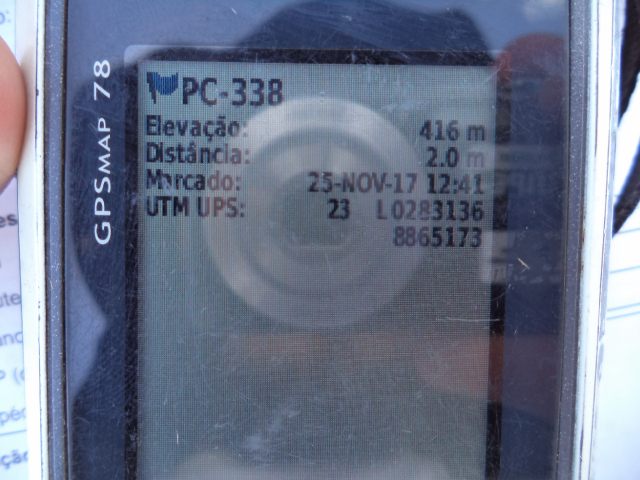 GPSMAP 78
PC-338
Elevação: 416 m
Distância: 2.0 m
Marcado: 25-NOV-17 12:41
UTM UPS: 23 L 0283136
8865173